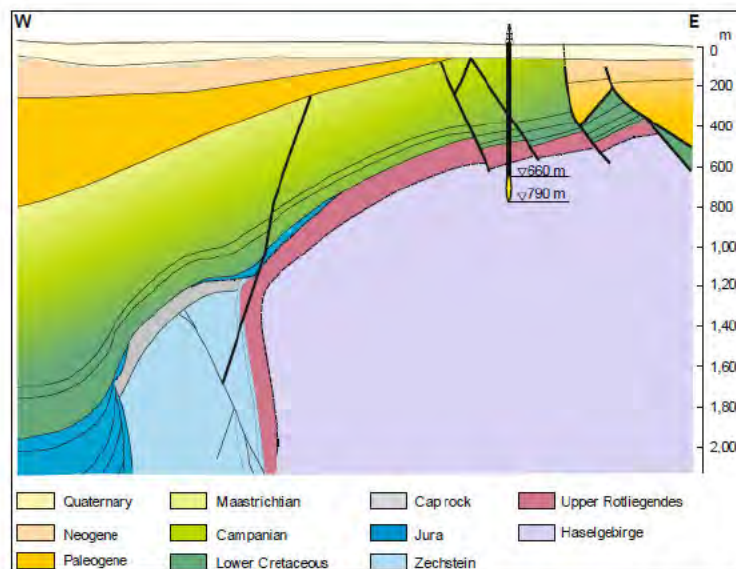 W
E
m
0
200
400
600
800
1,00
1,20
1,40
1,60
1,80
2,00
▽660 m
▽790 m
Quaternary
Maastrichtian
Cap rock
Upper Rotliegendes
Neogene
Campanian
Jura
Haselgebirge
Paleogene
Lower Cretaceous
Zechstein